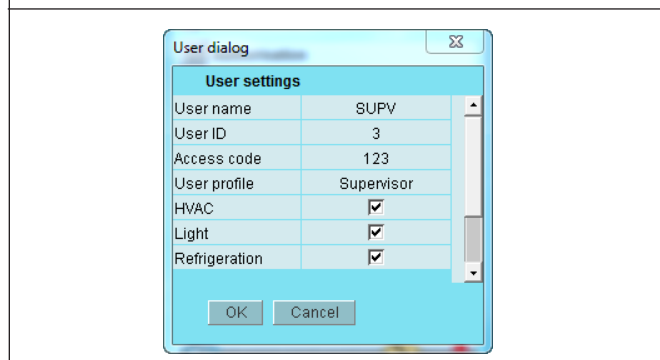 User dialog
User settings
User name SUPV
User ID 3
Access code 123
User profile Supervisor
HVAC
Light
Refrigeration
OK Cancel